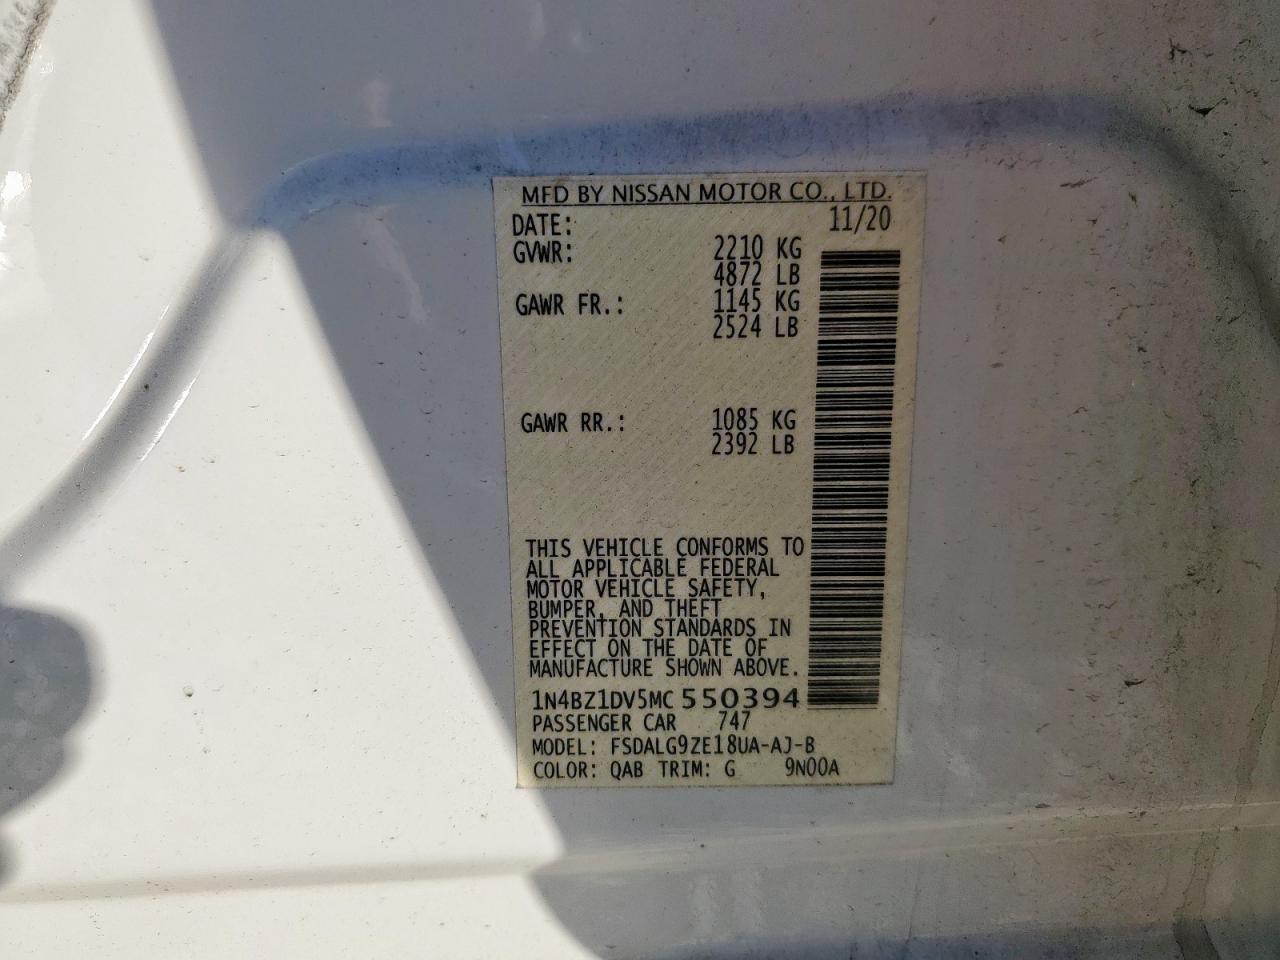 MFD BY NISSAN MOTOR CO., LTD.
DATE: 11/20
GVWR: 2210 KG
4872 LB
GAWR FR.: 1145 KG
2524 LB
GAWR RR.: 1085 KG
2392 LB
THIS VEHICLE CONFORMS TO
ALL APPLICABLE FEDERAL
MOTOR VEHICLE SAFETY,
BUMPER, AND THEFT
PREVENTION STANDARDS IN
EFFECT ON THE DATE OF
MANUFACTURE SHOWN ABOVE.
1N4BZ1DV5MC 550394
PASSENGER CAR 747
MODEL: FSDALG9ZE18UA-AJ-B
COLOR: QAB TRIM: G 9N00A